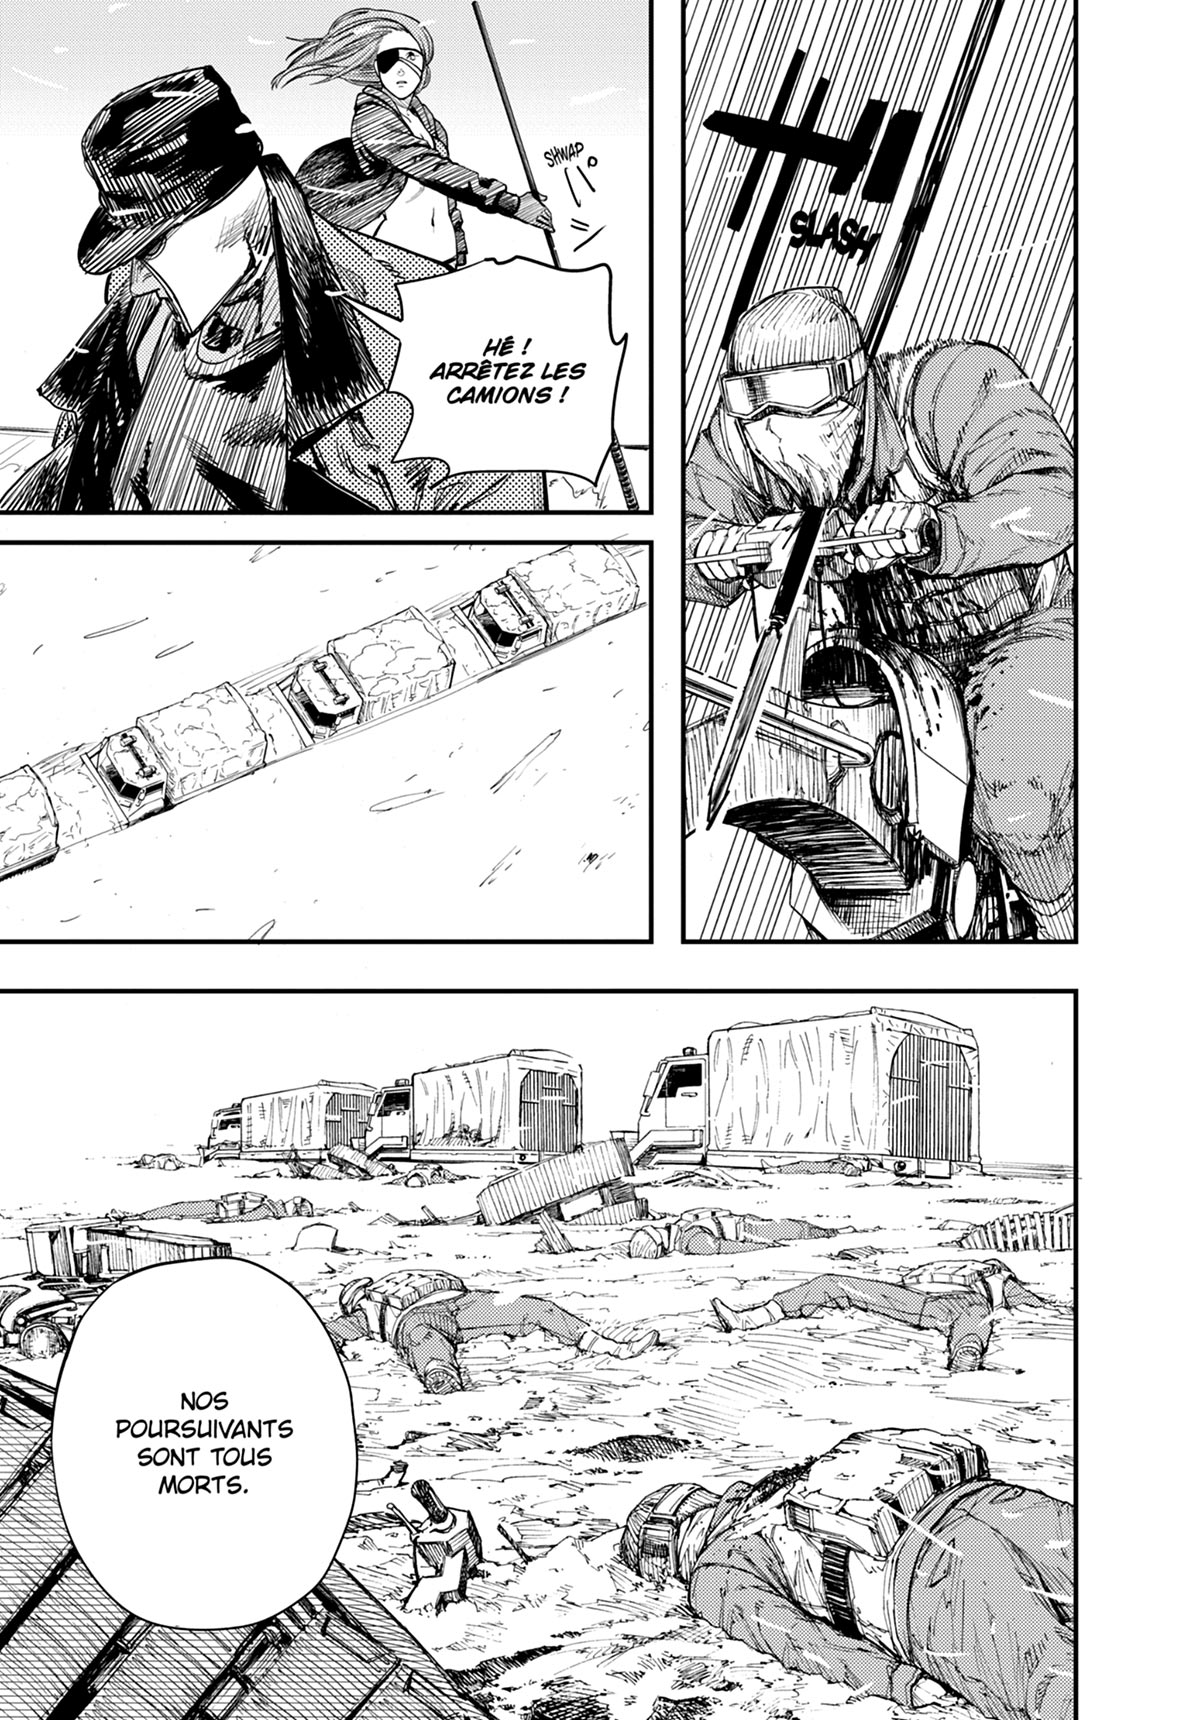 SLASH
SHWAP
HÉ !
ARRÊTEZ LES
CAMIONS !
NOS
POURSUIVANTS
SONT TOUS
MORTS.